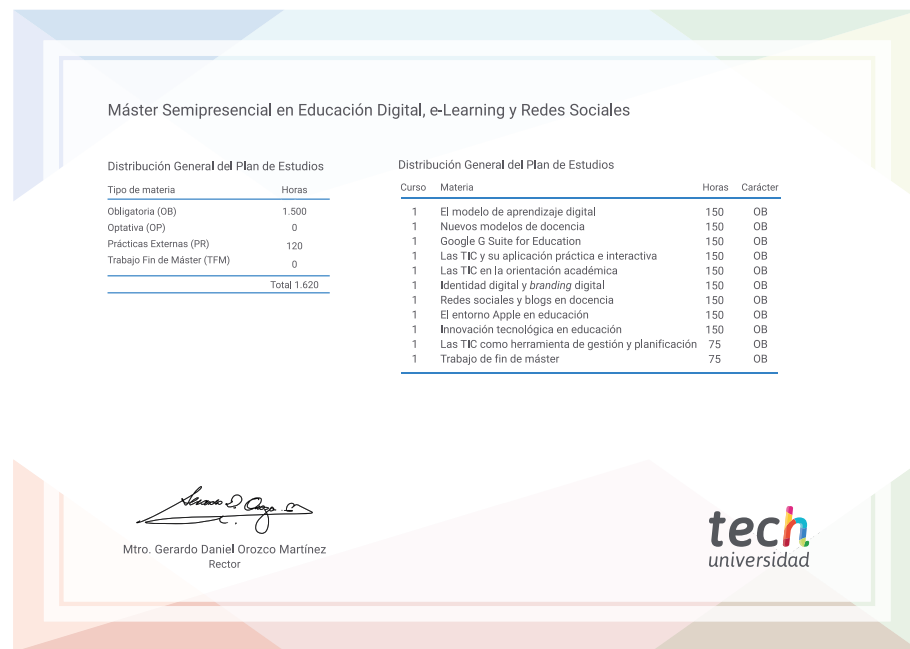 Máster Semipresencial en Educación Digital, e-Learning y Redes Sociales
Distribución General del Plan de Estudios
Tipo de materia Horas
Obligatoria (OB) 1.500
Optativa (OP) 0
Prácticas Externas (PR) 120
Trabajo Fin de Máster (TFM) 0
Total 1.620
Distribución General del Plan de Estudios
Curso Materia Horas Carácter
1 El modelo de aprendizaje digital 150 OB
1 Nuevos modelos de docencia 150 OB
1 Google G Suite for Education 150 OB
1 Las TIC y su aplicación práctica e interactiva 150 OB
1 Las TIC en la orientación académica 150 OB
1 Identidad digital y branding digital 150 OB
1 Redes sociales y blogs en docencia 150 OB
1 El entorno Apple en educación 150 OB
1 Innovación tecnológica en educación 150 OB
1 Las TIC como herramienta de gestión y planificación 75 OB
1 Trabajo de fin de máster 75 OB
Mtro. Gerardo Daniel Orozco Martínez
Rector
tech
universidad